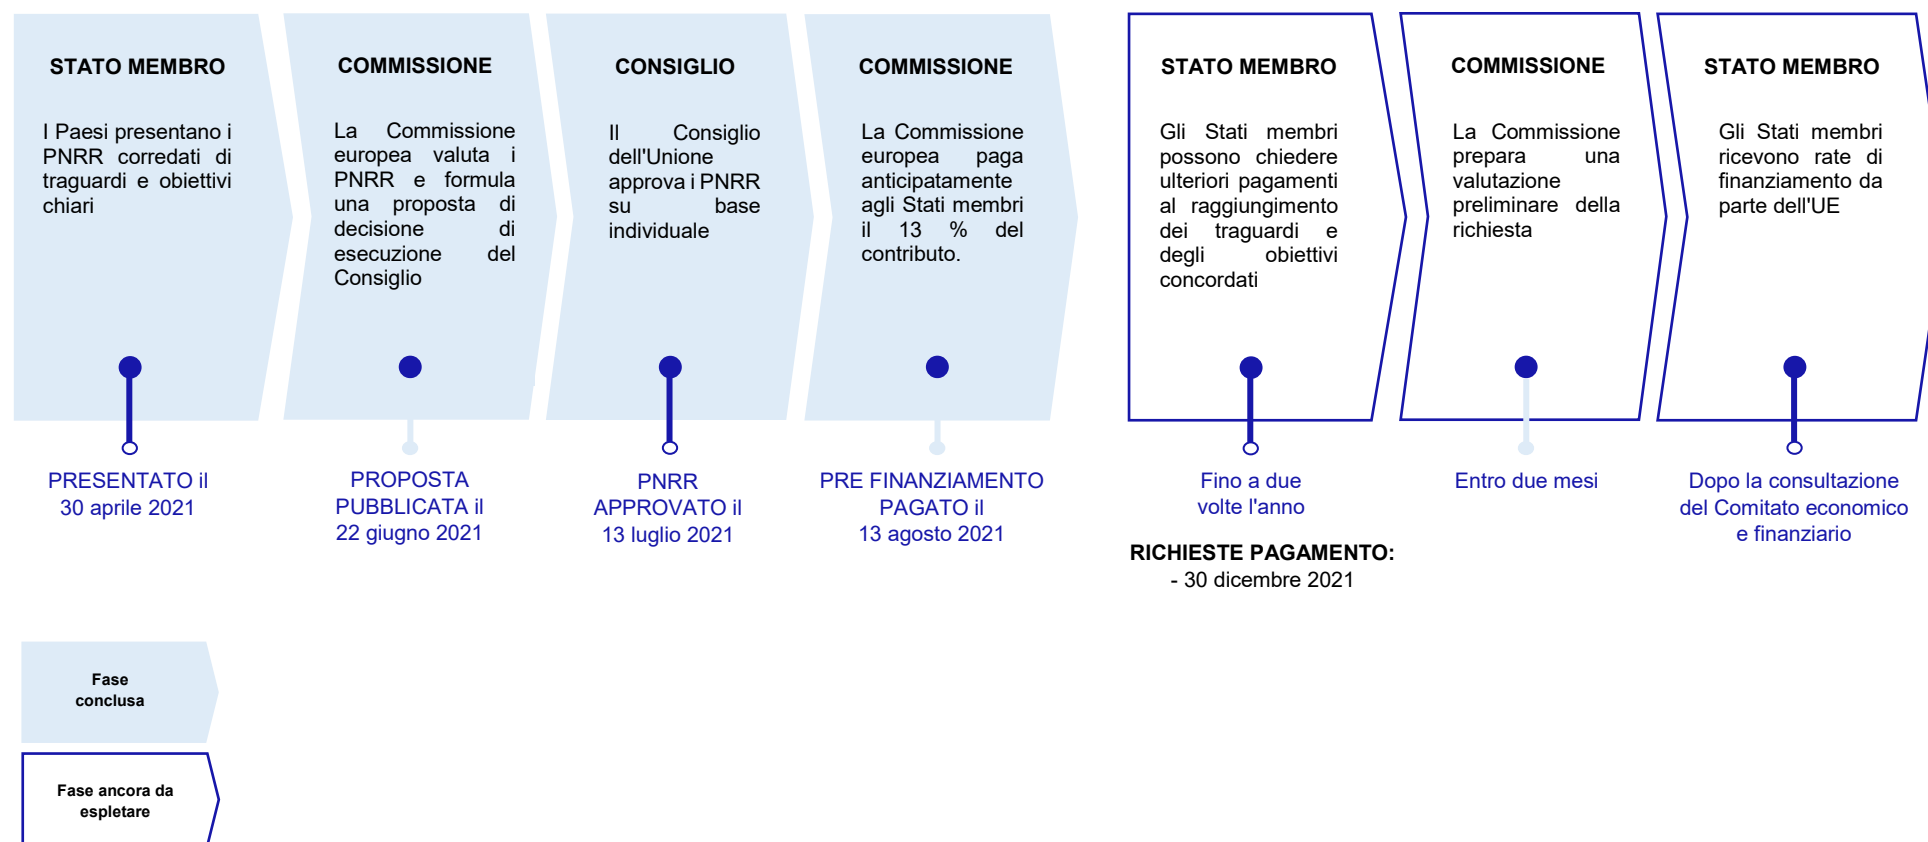 STATO MEMBRO
I Paesi presentano i
PNRR corredati di
traguardi e obiettivi
chiari
PRESENTATO il
30 aprile 2021
COMMISSIONE
La Commissione
europea valuta i
PNRR e formula
una proposta di
decisione di
esecuzione del
Consiglio
PROPOSTA
PUBBLICATA il
22 giugno 2021
CONSIGLIO
Il Consiglio
dell'Unione
approva i PNRR
su base
individuale
PNRR
APPROVATO il
13 luglio 2021
COMMISSIONE
La Commissione
europea paga
anticipatamente
agli Stati membri
il 13 % del
contributo.
PRE FINANZIAMENTO
PAGATO il
13 agosto 2021
STATO MEMBRO
Gli Stati membri
possono chiedere
ulteriori pagamenti
al raggiungimento
dei traguardi e
degli obiettivi
concordati
Fino a due
volte l'anno
RICHIESTE PAGAMENTO:
- 30 dicembre 2021
COMMISSIONE
La Commissione
prepara una
valutazione
preliminare della
richiesta
Entro due mesi
STATO MEMBRO
Gli Stati membri
ricevono rate di
finanziamento da
parte dell'UE
Dopo la consultazione
del Comitato economico
e finanziario
Fase
conclusa
Fase ancora da
espletare